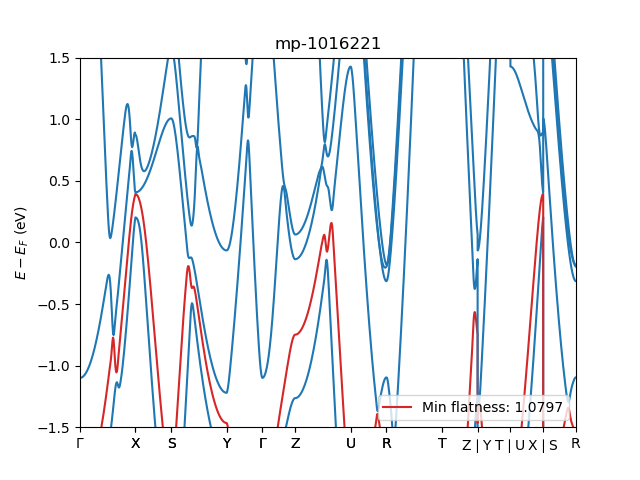 mp-1016221
1.5
1.0
0.5
0.0
−0.5
−1.0
−1.5
E − E_F (eV)
Min flatness: 1.0797
Γ X S Y Γ Z U R T Z|Y T|U X|S R